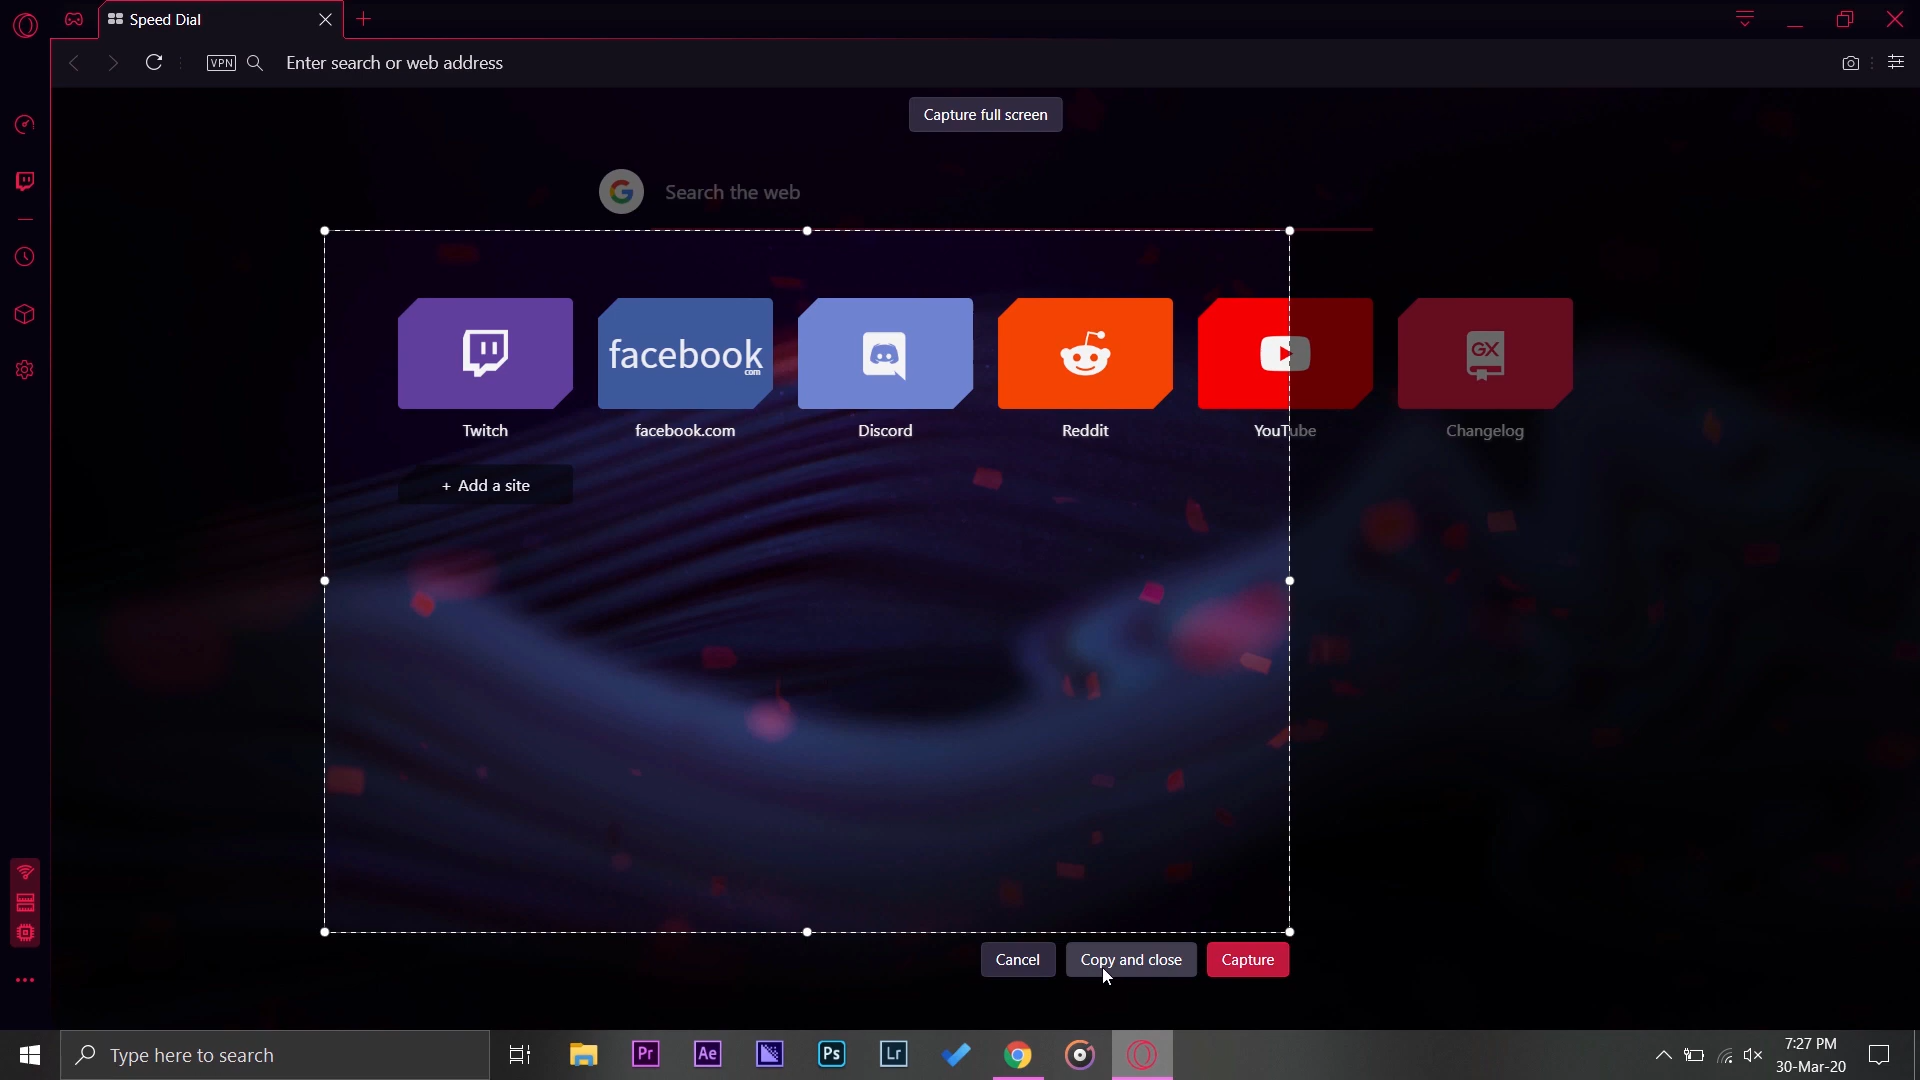 Speed Dial
VPN
Enter search or web address
Capture full screen
G
Search the web
facebook
.com
GX
Twitch
facebook.com
Discord
Reddit
YouTube
Changelog
+ Add a site
Cancel
Copy and close
Capture
Type here to search
Pr
Ae
Ps
Lr
7:27 PM
30-Mar-20